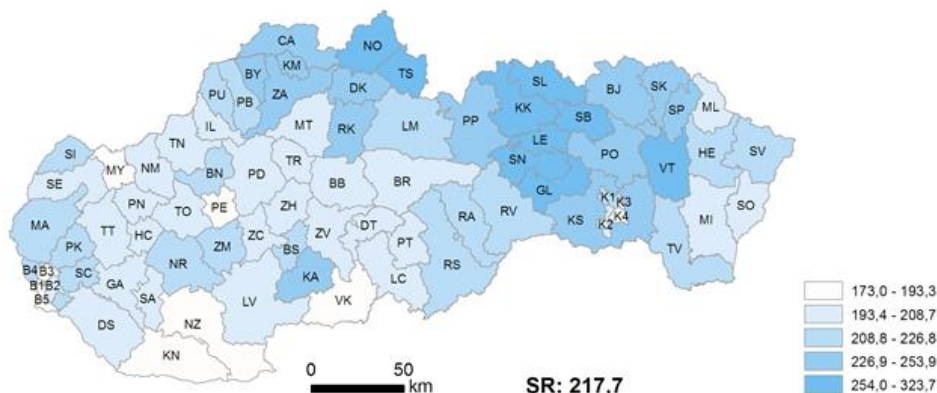 CA
NO
KM
TS
BY
ZA
DK
PU
PB
SL
BJ
SK
SP
ML
KK
SB
PP
IL
MT
RK
LM
TN
LE
PO
HE
SV
SI
MY
NM
BN
PD
TR
SN
VT
SE
BB
BR
GL
K1
K3
K4
K2
KS
PN
TO
PE
ZH
RA
RV
MI
SO
MA
TT
HC
ZM
ZC
BS
ZV
DT
PT
TV
PK
NR
KA
RS
B4
B3
SC
B1
B2
GA
SA
LV
VK
LC
B5
DS
NZ
KN
173,0 - 193,3
193,4 - 208,7
208,8 - 226,8
226,9 - 253,9
254,0 - 323,7
0 50
km
SR: 217.7